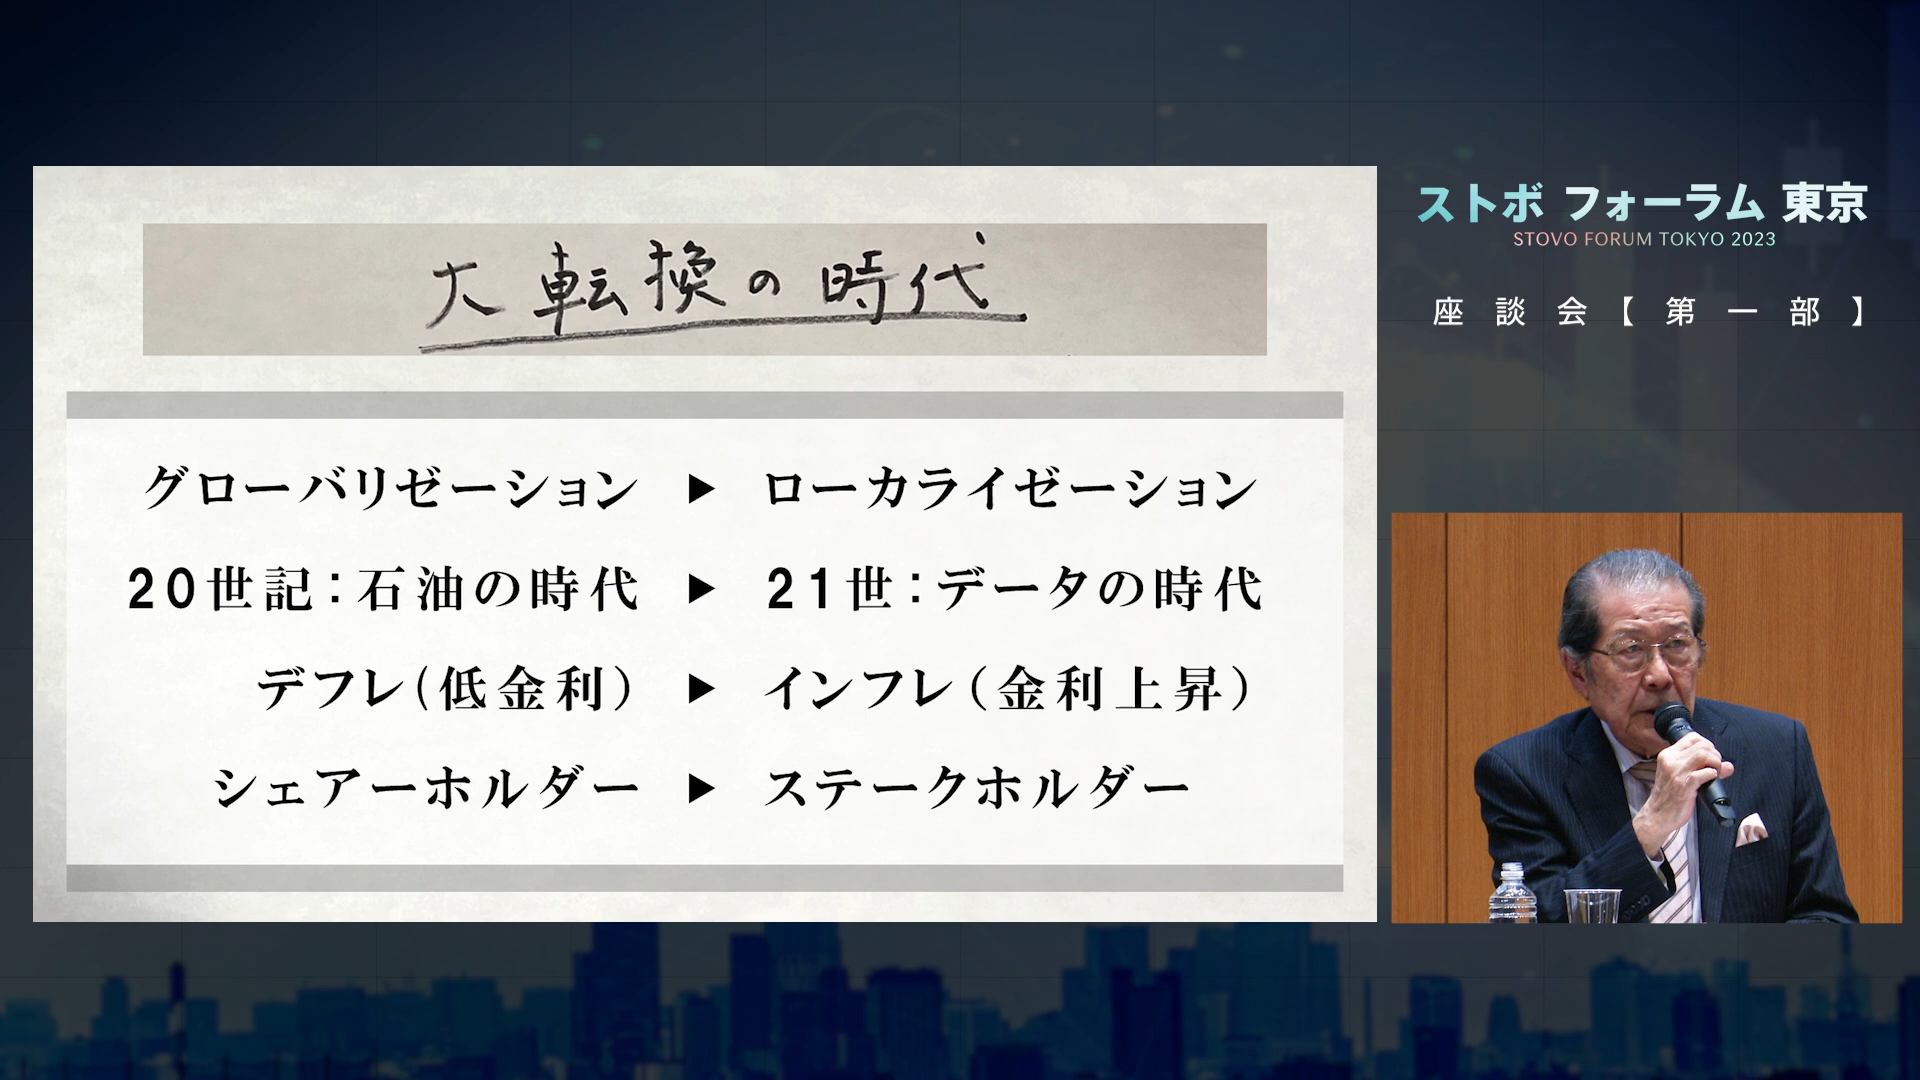 大転換の時代
グローバリゼーション ▶ ローカライゼーション
20世記：石油の時代 ▶ 21世：データの時代
デフレ(低金利) ▶ インフレ(金利上昇)
シェアーホルダー ▶ ステークホルダー
ストボ フォーラム 東京
STOVO FORUM TOKYO 2023
座談会【第一部】